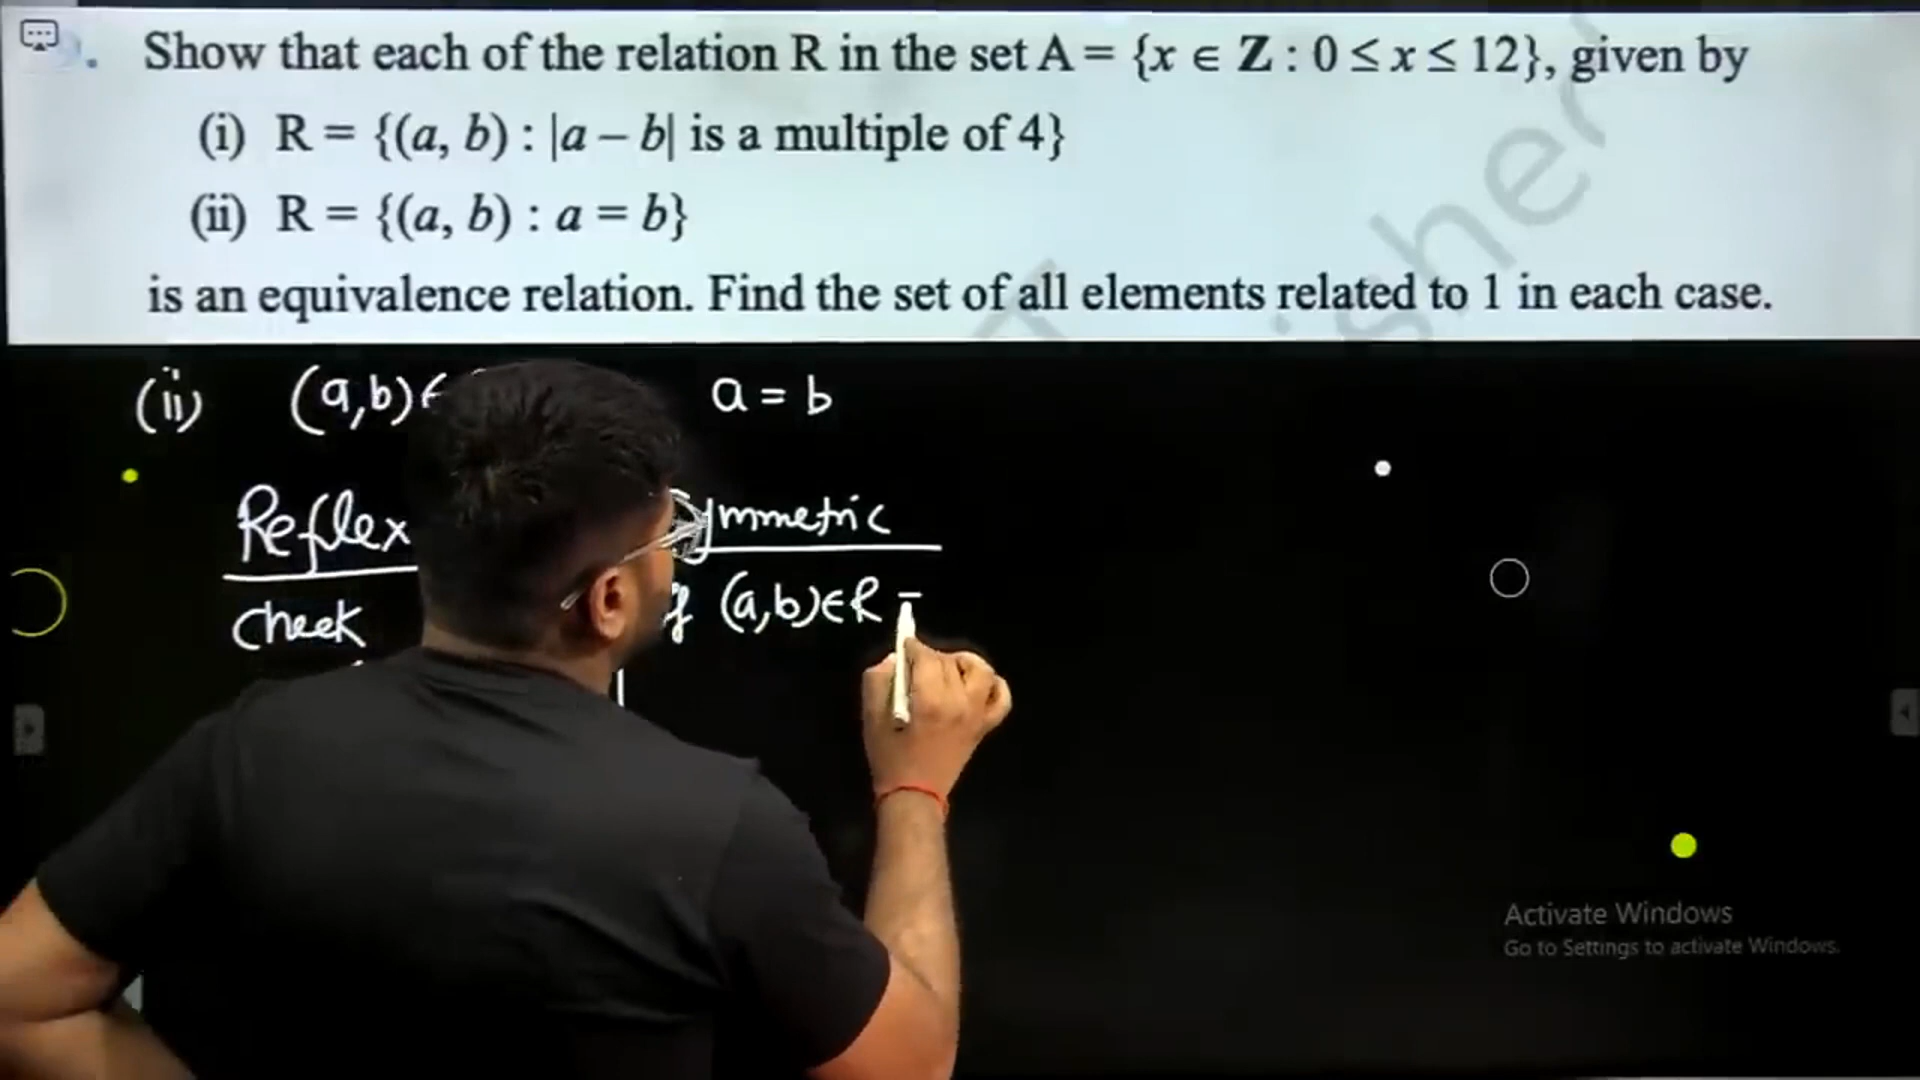 . Show that each of the relation R in the set A = {x ∈ Z : 0 ≤ x ≤ 12}, given by
(i) R = {(a, b) : |a – b| is a multiple of 4}
(ii) R = {(a, b) : a = b}
is an equivalence relation. Find the set of all elements related to 1 in each case.
(ii) (a,b)∈ a = b
Reflex Symmetric
Check (a,b)∈R
Activate Windows
Go to Settings to activate Windows.